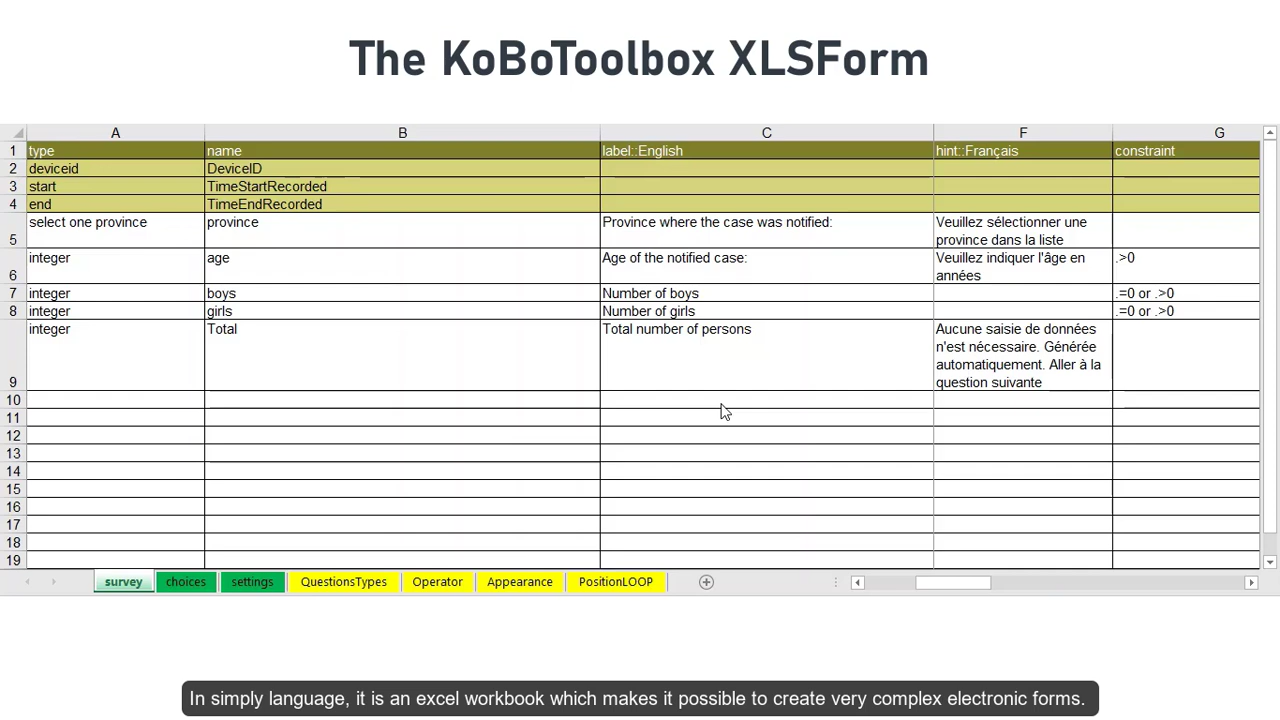 The KoBoToolbox XLSForm
A B C F G
1 type name label::English hint::Français constraint
2 deviceid DeviceID
3 start TimeStartRecorded
4 end TimeEndRecorded
select one province province Province where the case was notified: Veuillez sélectionner une
5 province dans la liste
integer age Age of the notified case: Veuillez indiquer l'âge en .>0
6 années
7 integer boys Number of boys .=0 or .>0
8 integer girls Number of girls .=0 or .>0
integer Total Total number of persons Aucune saisie de données
n'est nécessaire. Générée
automatiquement. Aller à la
9 question suivante
10
11
12
13
14
15
16
17
18
19
survey choices settings QuestionsTypes Operator Appearance PositionLOOP
In simply language, it is an excel workbook which makes it possible to create very complex electronic forms.